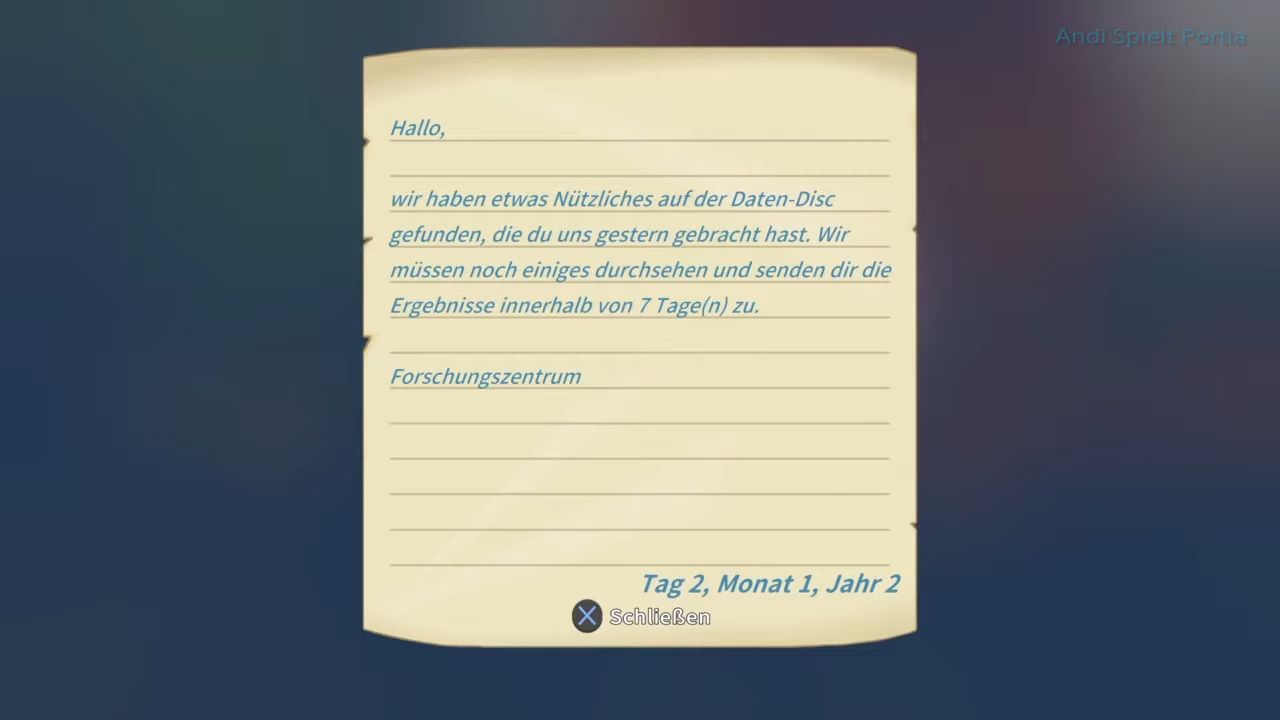 Andi Spielt Portia
Hallo,
wir haben etwas Nützliches auf der Daten-Disc
gefunden, die du uns gestern gebracht hast. Wir
müssen noch einiges durchsehen und senden dir die
Ergebnisse innerhalb von 7 Tage(n) zu.
Forschungszentrum
Tag 2, Monat 1, Jahr 2
Schließen